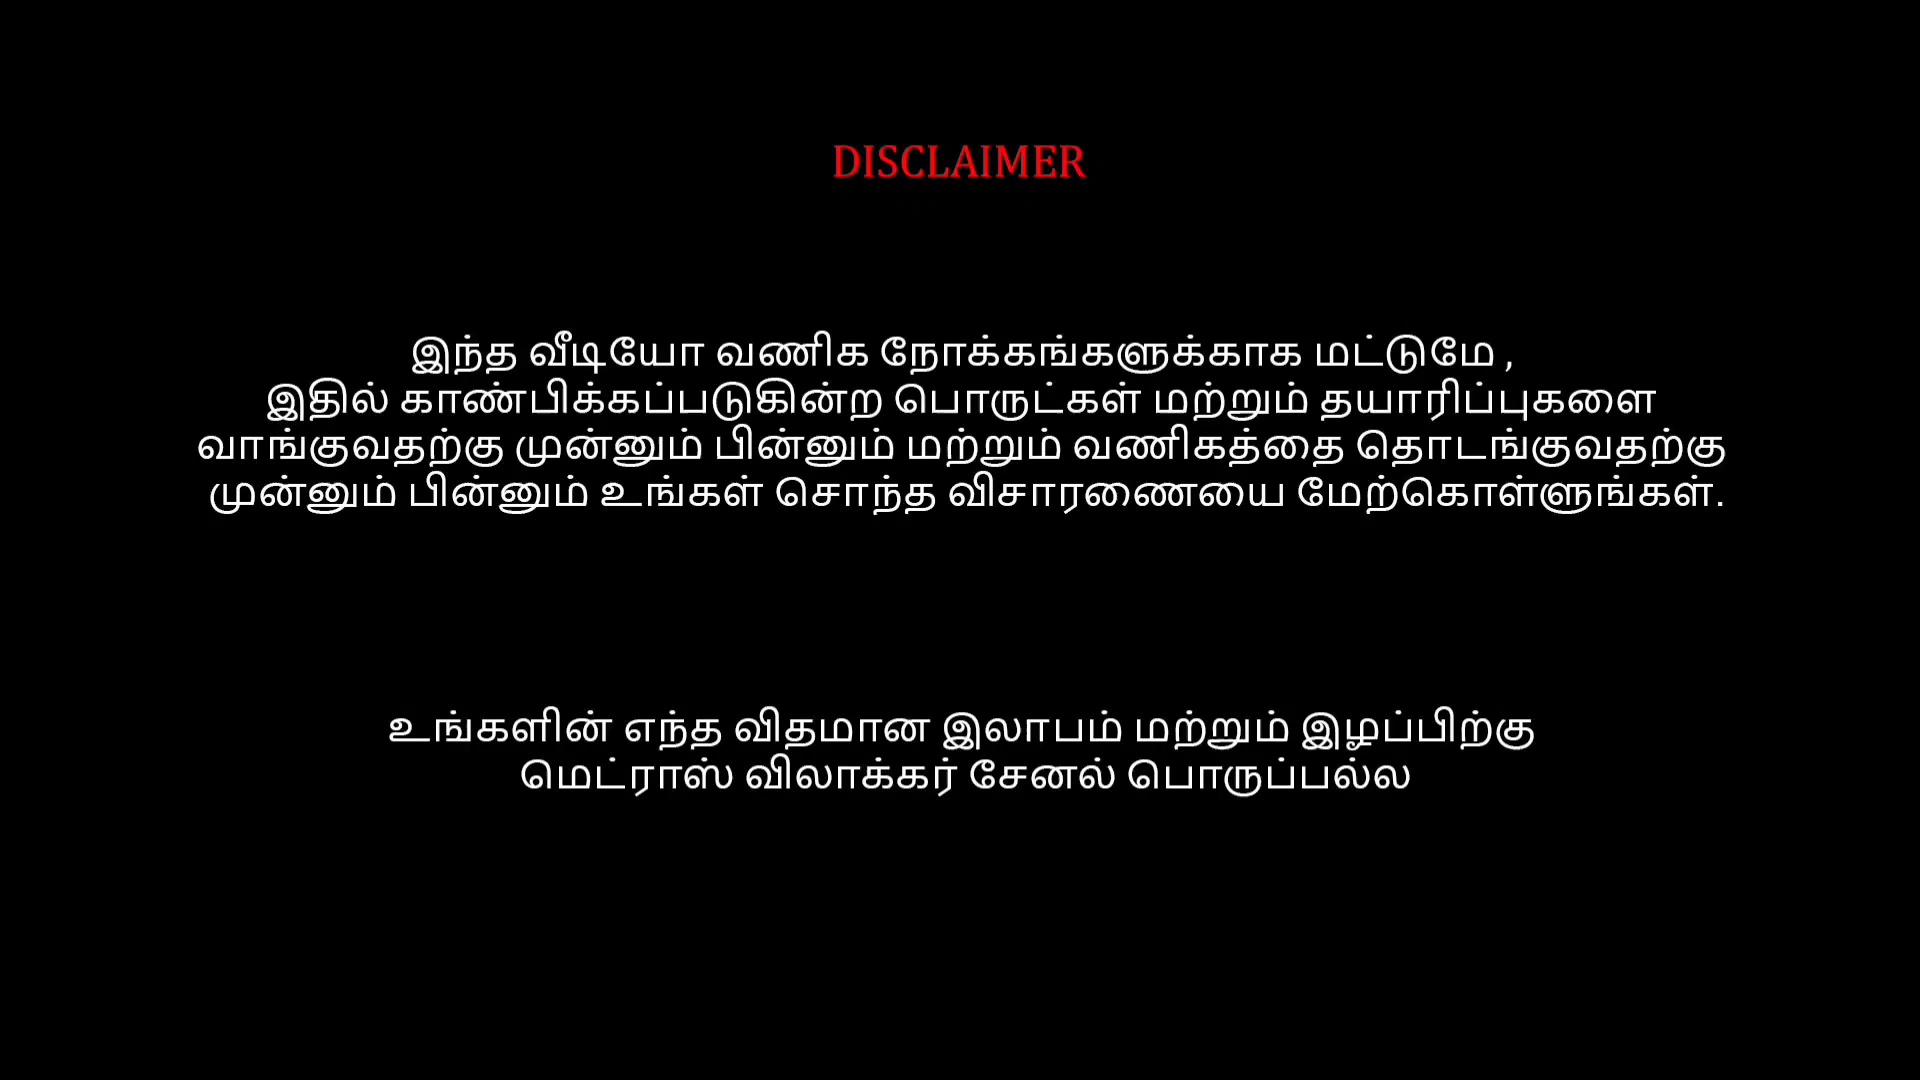 DISCLAIMER
இந்த வீடியோ வணிக நோக்கங்களுக்காக மட்டுமே ,
இதில் காண்பிக்கப்படுகின்ற பொருட்கள் மற்றும் தயாரிப்புகளை
வாங்குவதற்கு முன்னும் பின்னும் மற்றும் வணிகத்தை தொடங்குவதற்கு
முன்னும் பின்னும் உங்கள் சொந்த விசாரணையை மேற்கொள்ளுங்கள்.
உங்களின் எந்த விதமான இலாபம் மற்றும் இழப்பிற்கு
மெட்ராஸ் விலாக்கர் சேனல் பொருப்பல்ல